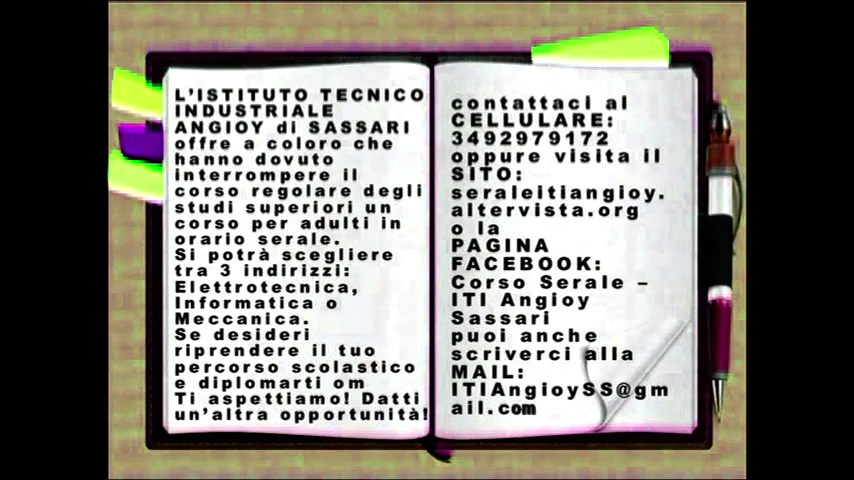 L'ISTITUTO TECNICO
INDUSTRIALE
ANGIOY di SASSARI
offre a coloro che
hanno dovuto
interrompere il
corso regolare degli
studi superiori un
corso per adulti in
orario serale.
Si potrà scegliere
tra 3 indirizzi:
Elettrotecnica,
Informatica o
Meccanica.
Se desideri
riprendere il tuo
percorso scolastico
e diplomarti om
Ti aspettiamo! Datti
un'altra opportunità!
contattaci al
CELLULARE:
3492979172
oppure visita il
SITO:
seraleitiangioy.
altervista.org
o la
PAGINA
FACEBOOK:
Corso Serale –
ITI Angioy
Sassari
puoi anche
scriverci alla
MAIL:
ITIAngioySS@gm
ail.com